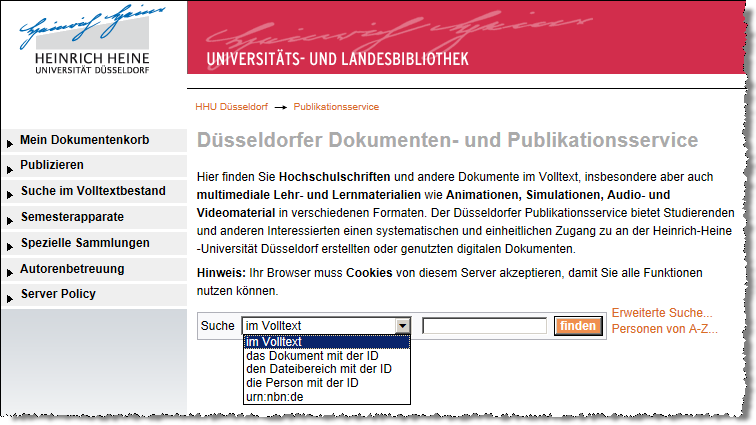 Heinrich Heine
HEINRICH HEINE
UNIVERSITÄT DÜSSELDORF
Heinrich Heine
UNIVERSITÄTS- UND LANDESBIBLIOTHEK
HHU Düsseldorf → Publikationsservice
Mein Dokumentenkorb
Publizieren
Suche im Volltextbestand
Semesterapparate
Spezielle Sammlungen
Autorenbetreuung
Server Policy
Düsseldorfer Dokumenten- und Publikationsservice
Hier finden Sie Hochschulschriften und andere Dokumente im Volltext, insbesondere aber auch
multimediale Lehr- und Lernmaterialien wie Animationen, Simulationen, Audio- und
Videomaterial in verschiedenen Formaten. Der Düsseldorfer Publikationsservice bietet Studierenden
und anderen Interessierten einen systematischen und einheitlichen Zugang zu an der Heinrich-Heine
-Universität Düsseldorf erstellten oder genutzten digitalen Dokumenten.
Hinweis: Ihr Browser muss Cookies von diesem Server akzeptieren, damit Sie alle Funktionen
nutzen können.
Suche im Volltext finden
Erweiterte Suche...
Personen von A-Z...
im Volltext
das Dokument mit der ID
den Dateibereich mit der ID
die Person mit der ID
urn:nbn:de